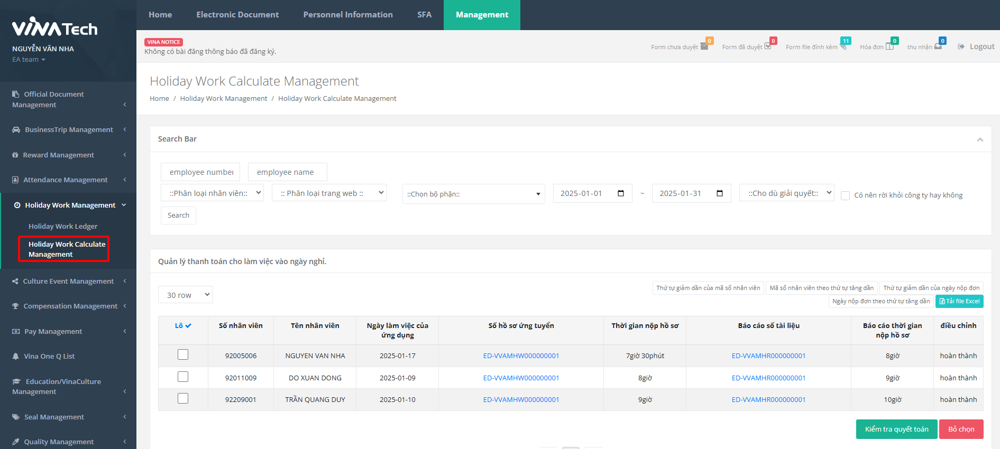 Home
Electronic Document
Personnel Information
SFA
Management
ViNA Tech
NGUYỄN VĂN NHA
EA team
VINA NOTICE
Không có bài đăng thông báo đã đăng ký.
Form chưa duyệt 0
Form đã duyệt 0
Form file đính kèm 11
Hóa đơn 0
thu nhận 0
Logout
Official Document
Management
BusinessTrip Management
Reward Management
Attendance Management
Holiday Work Management
Holiday Work Ledger
Holiday Work Calculate
Management
Culture Event Management
Compensation Management
Pay Management
Vina One Q List
Education/VinaCulture
Management
Seal Management
Quality Management
Holiday Work Calculate Management
Home / Holiday Work Management / Holiday Work Calculate Management
Search Bar
employee number
employee name
::Phân loại nhân viên::
:: Phân loại trang web ::
::Chọn bộ phận::
2025-01-01
~
2025-01-31
::Cho dù giải quyết::
Có nên rời khỏi công ty hay không
Search
Quản lý thanh toán cho làm việc vào ngày nghỉ.
30 row
Thứ tự giảm dần của mã số nhân viên
Mã số nhân viên theo thứ tự tăng dần
Thứ tự giảm dần của ngày nộp đơn
Ngày nộp đơn theo thứ tự tăng dần
Tải file Excel
Lô
Số nhân viên
Tên nhân viên
Ngày làm việc của
ứng dụng
Số hồ sơ ứng tuyển
Thời gian nộp hồ sơ
Báo cáo số tài liệu
Báo cáo thời gian
nộp hồ sơ
điều chỉnh
92005006 NGUYEN VAN NHA 2025-01-17 ED-VVAMHW000000001 7giờ 30phút ED-VVAMHR000000001 8giờ hoàn thành
92011009 DO XUAN DONG 2025-01-09 ED-VVAMHW000000001 8giờ ED-VVAMHR000000001 9giờ hoàn thành
92209001 TRẦN QUANG DUY 2025-01-10 ED-VVAMHW000000001 9giờ ED-VVAMHR000000001 10giờ hoàn thành
Kiểm tra quyết toán
Bỏ chọn